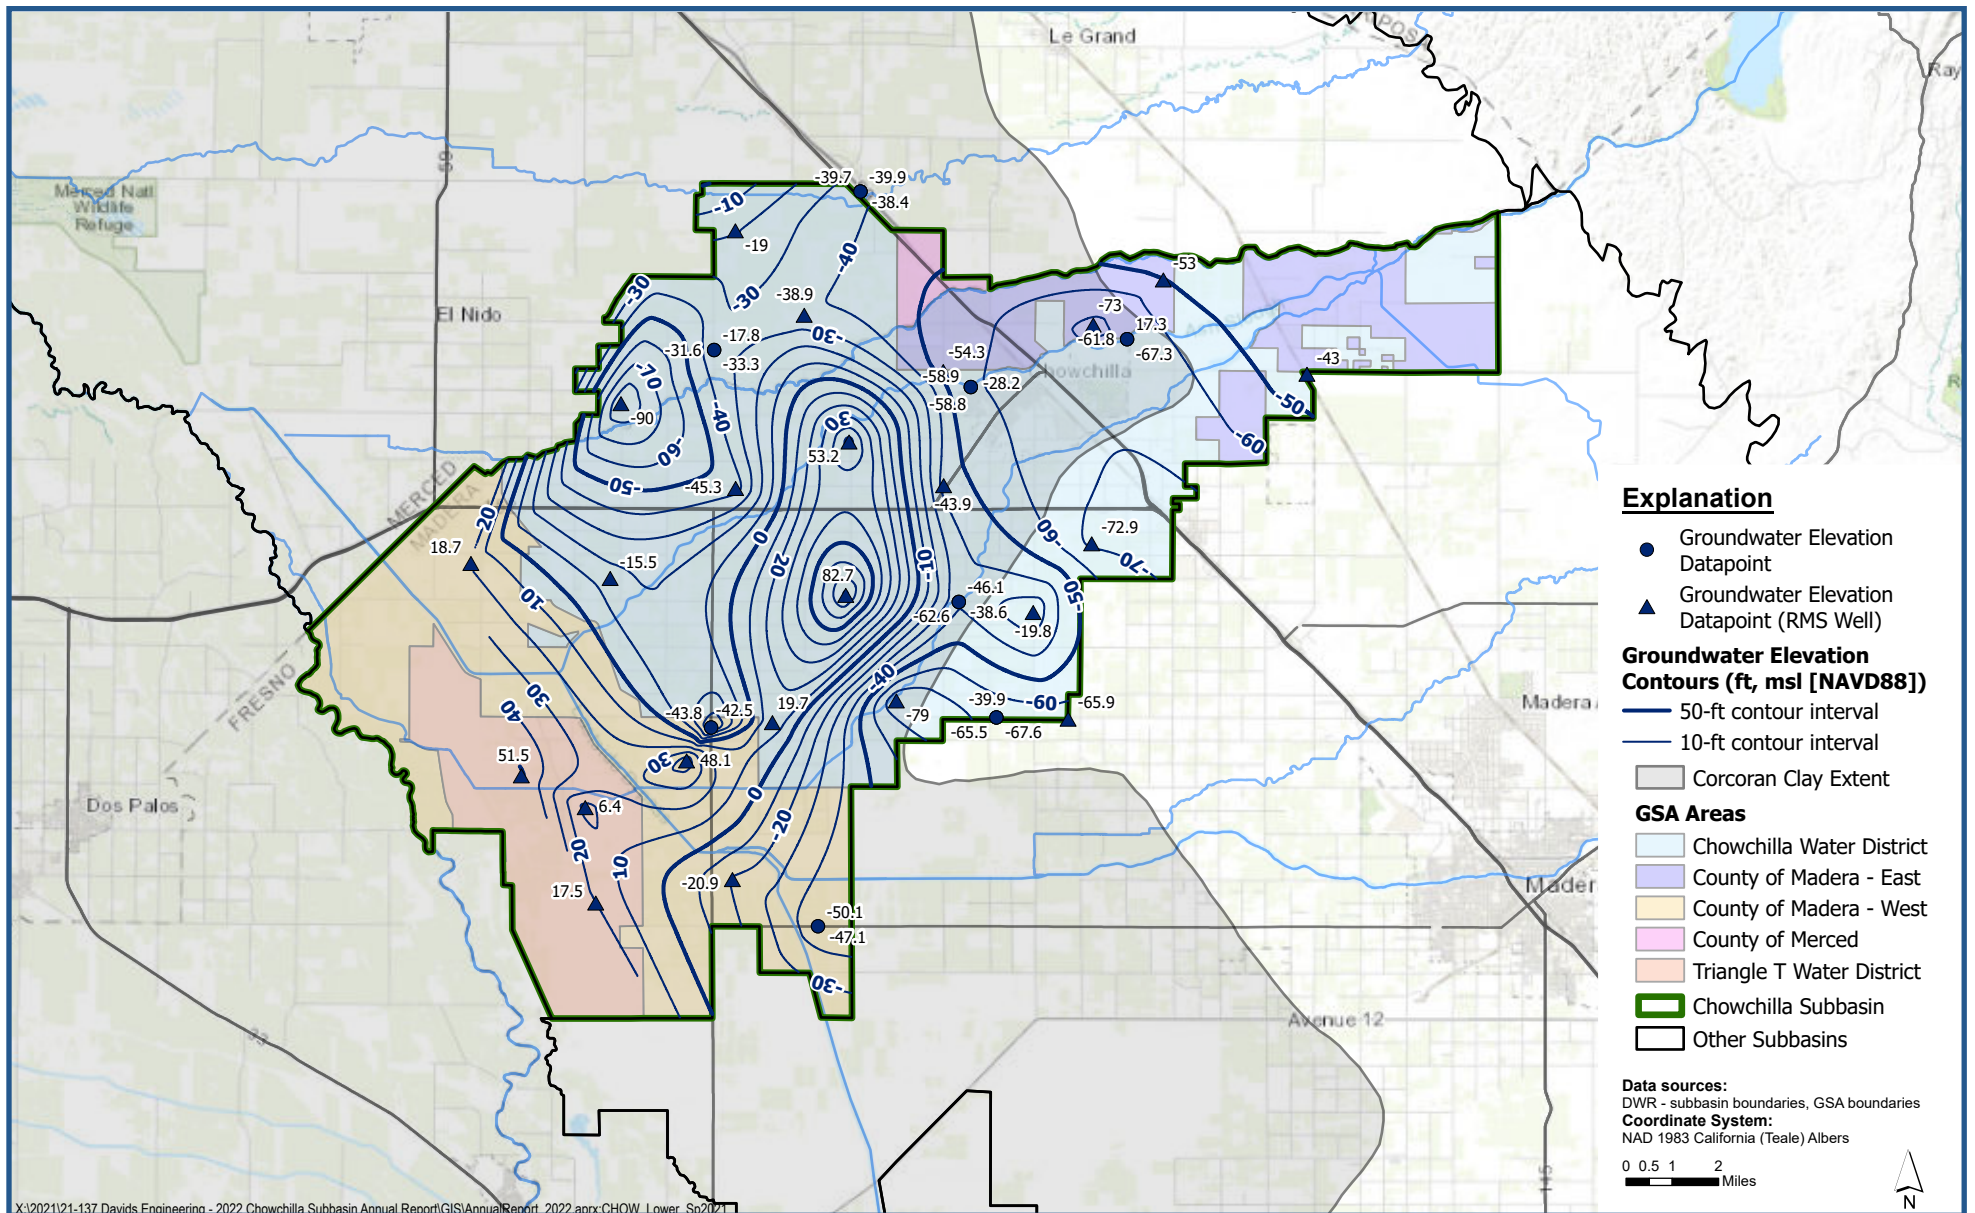 Le Grand
MARIPOSA
Ray
Merced Natl
Wildlife
Refuge
59
El Nido
MERCED
MADERA
FRESNO
Dos Palos
33
Chowchilla
Madera
Madera
Avenue 12
145
-39.7
-39.9
-38.4
-10
-19
-40
-30
-30
-38.9
-30
-17.8
-31.6
-33.3
-70
-90
-40
-60
-50
-45.3
-53
-73
17.3
-61.8
-67.3
-54.3
-58.9
-28.2
-58.8
-43
-50
-60
30
53.2
-43.9
-72.9
-60
-70
-50
20
18.7
-15.5
10
0
20
82.7
-10
-46.1
-62.6
-38.6
-19.8
-40
-39.9
-60
-65.9
-79
-65.5
-67.6
30
40
-43.8
-42.5
19.7
51.5
30
48.1
6.4
0
-20
20
10
17.5
-20.9
-50.1
-47.1
-30
Explanation
Groundwater Elevation
Datapoint
Groundwater Elevation
Datapoint (RMS Well)
Groundwater Elevation
Contours (ft, msl [NAVD88])
50-ft contour interval
10-ft contour interval
Corcoran Clay Extent
GSA Areas
Chowchilla Water District
County of Madera - East
County of Madera - West
County of Merced
Triangle T Water District
Chowchilla Subbasin
Other Subbasins
Data sources:
DWR - subbasin boundaries, GSA boundaries
Coordinate System:
NAD 1983 California (Teale) Albers
0 0.5 1 2
Miles
N
X:\2021\21-137 Davids Engineering - 2022 Chowchilla Subbasin Annual Report\GIS\AnnualReport_2022.aprx:CHOW_Lower_Sp2021